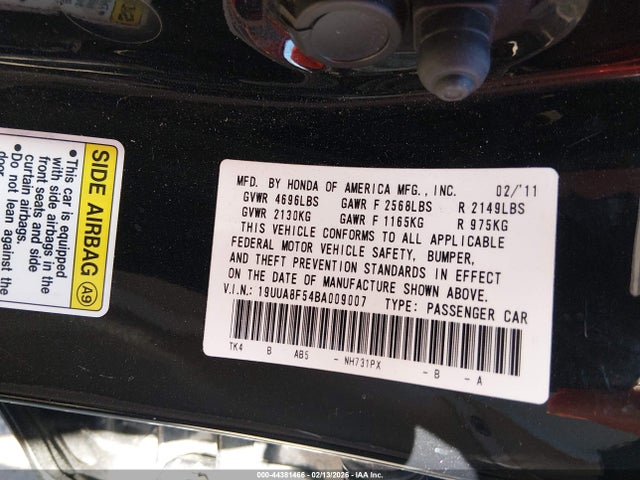 SIDE AIRBAG A9
•This car is equipped
with side airbags in the
front seats and side
curtain airbags.
•Do not lean against the
door.
MFD. BY HONDA OF AMERICA MFG., INC. 02/'11
GVWR 4696LBS GAWR F 2568LBS R 2149LBS
GVWR 2130KG GAWR F 1165KG R 975KG
THIS VEHICLE CONFORMS TO ALL APPLICABLE
FEDERAL MOTOR VEHICLE SAFETY, BUMPER,
AND THEFT PREVENTION STANDARDS IN EFFECT
ON THE DATE OF MANUFACTURE SHOWN ABOVE.
V.I.N.: 19UUA8F54BA009007 TYPE: PASSENGER CAR
TK4 B AB5 - NH731PX - B - A
000-44381466 - 02/13/2026 - IAA Inc.